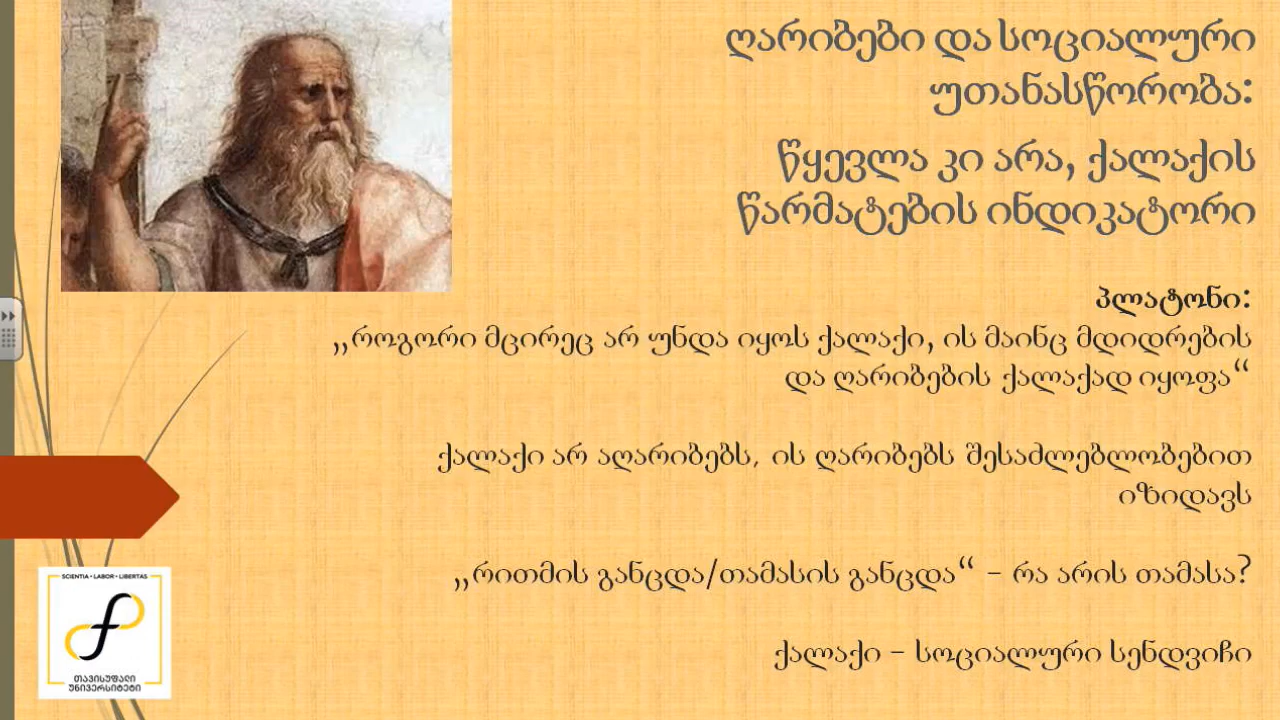 ღარიბები და სოციალური
უთანასწორობა:
წყევლა კი არა, ქალაქის
წარმატების ინდიკატორი
პლატონი:
„როგორი მცირეც არ უნდა იყოს ქალაქი, ის მაინც მდიდრების
და ღარიბების ქალაქად იყოფა“
ქალაქი არ აღარიბებს, ის ღარიბებს შესაძლებლობებით
იზიდავს
„რითმის განცდა/თამასის განცდა“ – რა არის თამასა?
ქალაქი – სოციალური სენდვიჩი
SCIENTIA • LABOR • LIBERTAS
თავისუფალი
უნივერსიტეტი